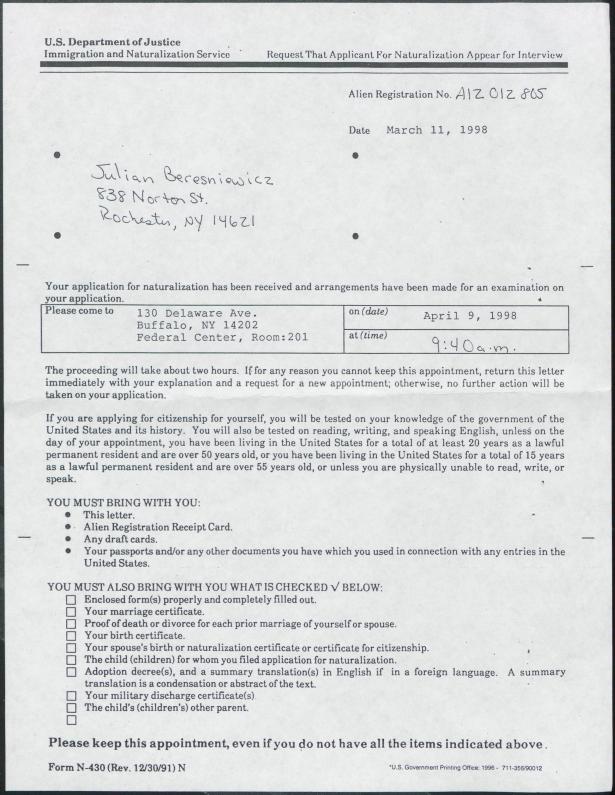 U.S. Department of Justice
Immigration and Naturalization Service Request That Applicant For Naturalization Appear for Interview
Alien Registration No. A12 012 805
Date March 11, 1998
Julian Beresniewicz
838 Norton St.
Rochester, NY 14621
Your application for naturalization has been received and arrangements have been made for an examination on
your application.
Please come to 130 Delaware Ave. on (date) April 9, 1998
Buffalo, NY 14202
Federal Center, Room:201 at (time) 9:40 a.m.
The proceeding will take about two hours. If for any reason you cannot keep this appointment, return this letter
immediately with your explanation and a request for a new appointment; otherwise, no further action will be
taken on your application.
If you are applying for citizenship for yourself, you will be tested on your knowledge of the government of the
United States and its history. You will also be tested on reading, writing, and speaking English, unless on the
day of your appointment, you have been living in the United States for a total of at least 20 years as a lawful
permanent resident and are over 50 years old, or you have been living in the United States for a total of 15 years
as a lawful permanent resident and are over 55 years old, or unless you are physically unable to read, write, or
speak.
YOU MUST BRING WITH YOU:
● This letter.
● Alien Registration Receipt Card.
● Any draft cards.
● Your passports and/or any other documents you have which you used in connection with any entries in the
United States.
YOU MUST ALSO BRING WITH YOU WHAT IS CHECKED √ BELOW:
☐ Enclosed form(s) properly and completely filled out.
☐ Your marriage certificate.
☐ Proof of death or divorce for each prior marriage of yourself or spouse.
☐ Your birth certificate.
☐ Your spouse's birth or naturalization certificate or certificate for citizenship.
☐ The child (children) for whom you filed application for naturalization.
☐ Adoption decree(s), and a summary translation(s) in English if in a foreign language. A summary
translation is a condensation or abstract of the text.
☐ Your military discharge certificate(s)
☐ The child's (children's) other parent.
☐
Please keep this appointment, even if you do not have all the items indicated above.
Form N-430 (Rev. 12/30/91) N *U.S. Government Printing Office: 1996 - 711-356/90012